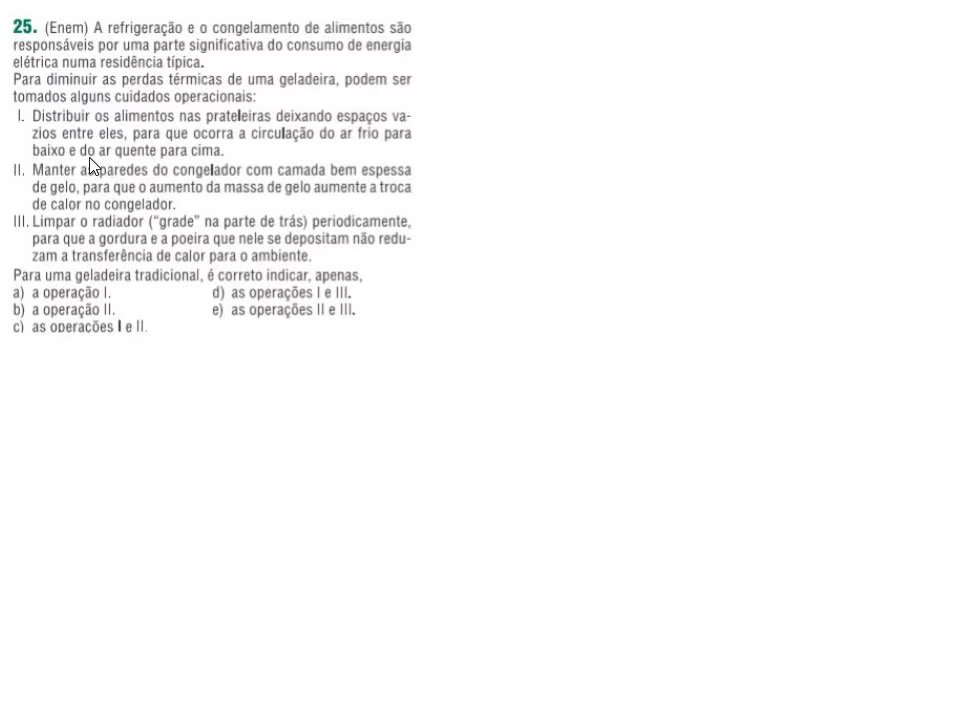 25. (Enem) A refrigeração e o congelamento de alimentos são
responsáveis por uma parte significativa do consumo de energia
elétrica numa residência típica.
Para diminuir as perdas térmicas de uma geladeira, podem ser
tomados alguns cuidados operacionais:
I. Distribuir os alimentos nas prateleiras deixando espaços va-
zios entre eles, para que ocorra a circulação do ar frio para
baixo e do ar quente para cima.
II. Manter as paredes do congelador com camada bem espessa
de gelo, para que o aumento da massa de gelo aumente a troca
de calor no congelador.
III. Limpar o radiador ("grade" na parte de trás) periodicamente,
para que a gordura e a poeira que nele se depositam não redu-
zam a transferência de calor para o ambiente.
Para uma geladeira tradicional, é correto indicar, apenas,
a) a operação I.
b) a operação II.
c) as operações I e II.
d) as operações I e III.
e) as operações II e III.